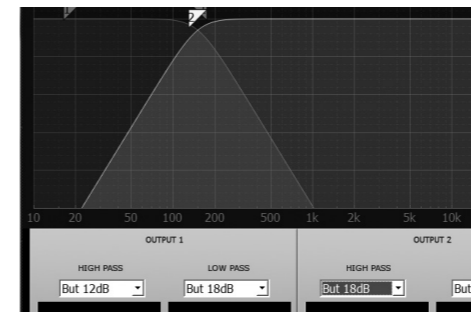 2
10 20 50 100 200 500 1k 2k 5k 10k
OUTPUT 1 OUTPUT 2
HIGH PASS LOW PASS HIGH PASS
But 12dB But 18dB But 18dB But